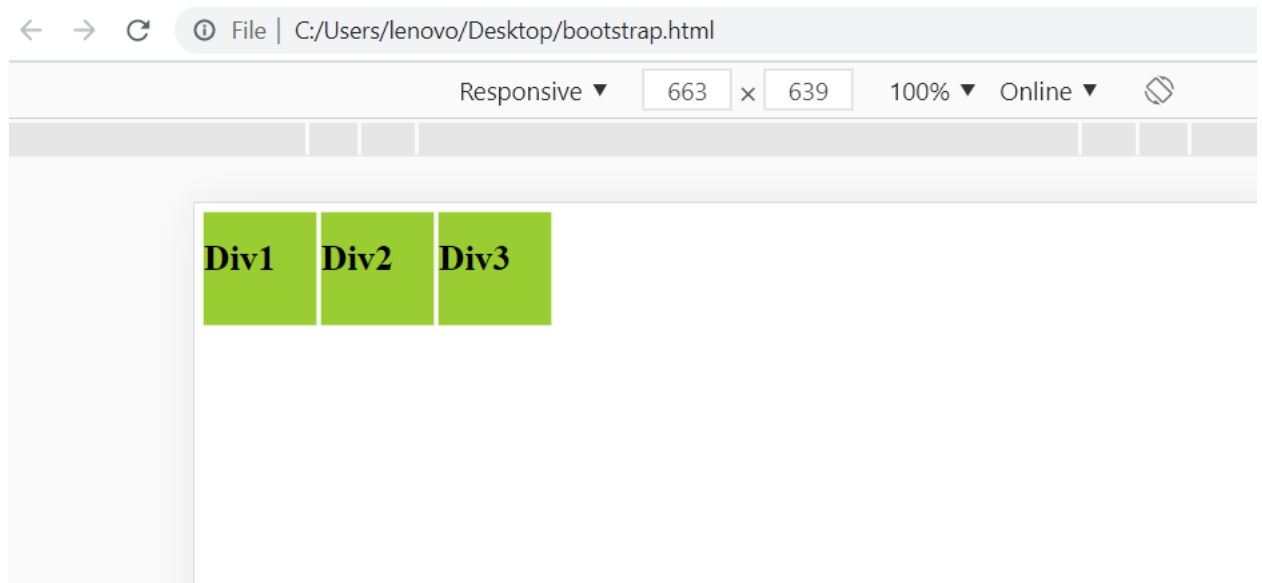 File | C:/Users/lenovo/Desktop/bootstrap.html
Responsive ▼ 663 × 639 100% ▼ Online ▼
Div1 Div2 Div3